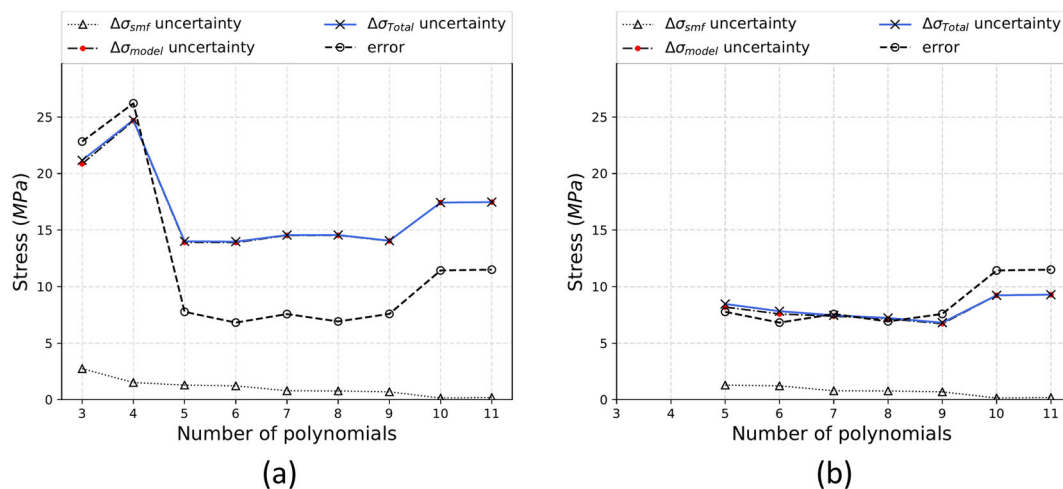 Δσsmf uncertainty
Δσmodel uncertainty
ΔσTotal uncertainty
error
Stress (MPa)
25
20
15
10
5
0
3 4 5 6 7 8 9 10 11
Number of polynomials
(a)
Δσsmf uncertainty
Δσmodel uncertainty
ΔσTotal uncertainty
error
Stress (MPa)
25
20
15
10
5
0
3 4 5 6 7 8 9 10 11
Number of polynomials
(b)